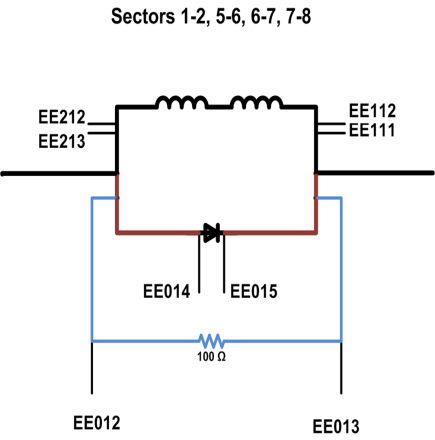 Sectors 1-2, 5-6, 6-7, 7-8
EE212
EE112
EE213
EE111
EE014
EE015
100 Ω
EE012
EE013